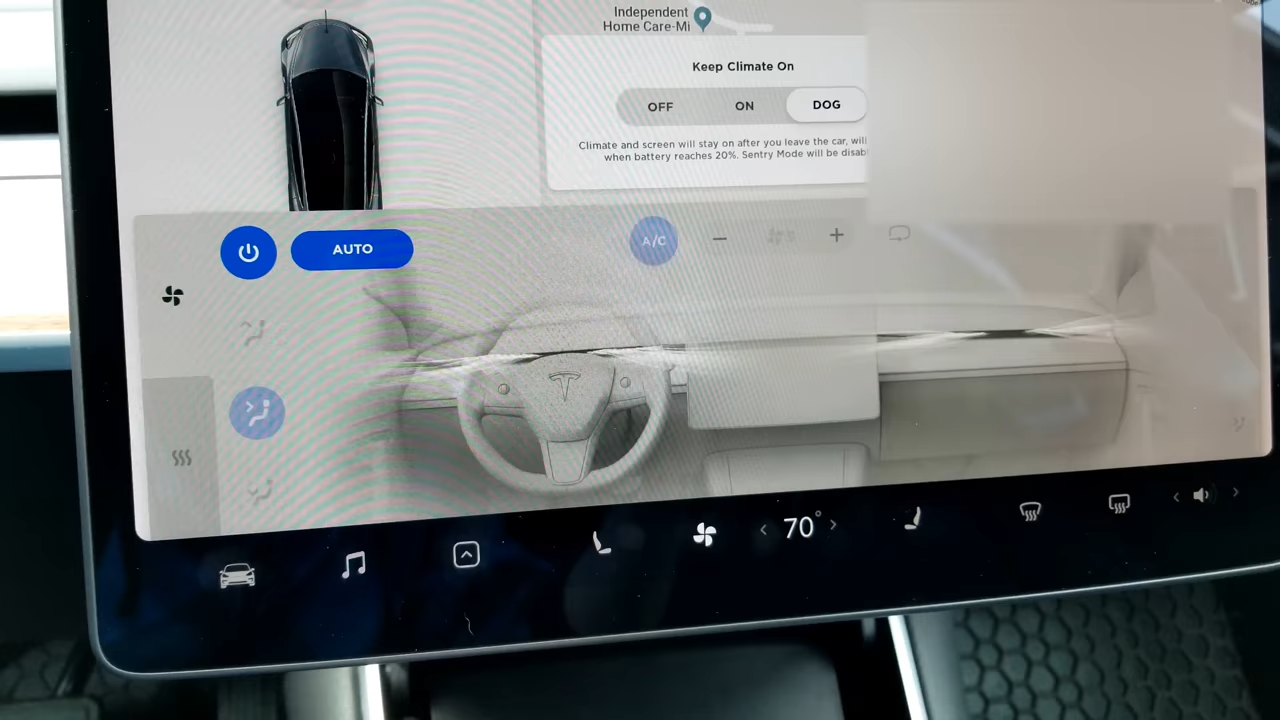 Independent
Home Care-Mi
Keep Climate On
OFF ON DOG
Climate and screen will stay on after you leave the car, will
when battery reaches 20%. Sentry Mode will be disab
AUTO
A/C
70°